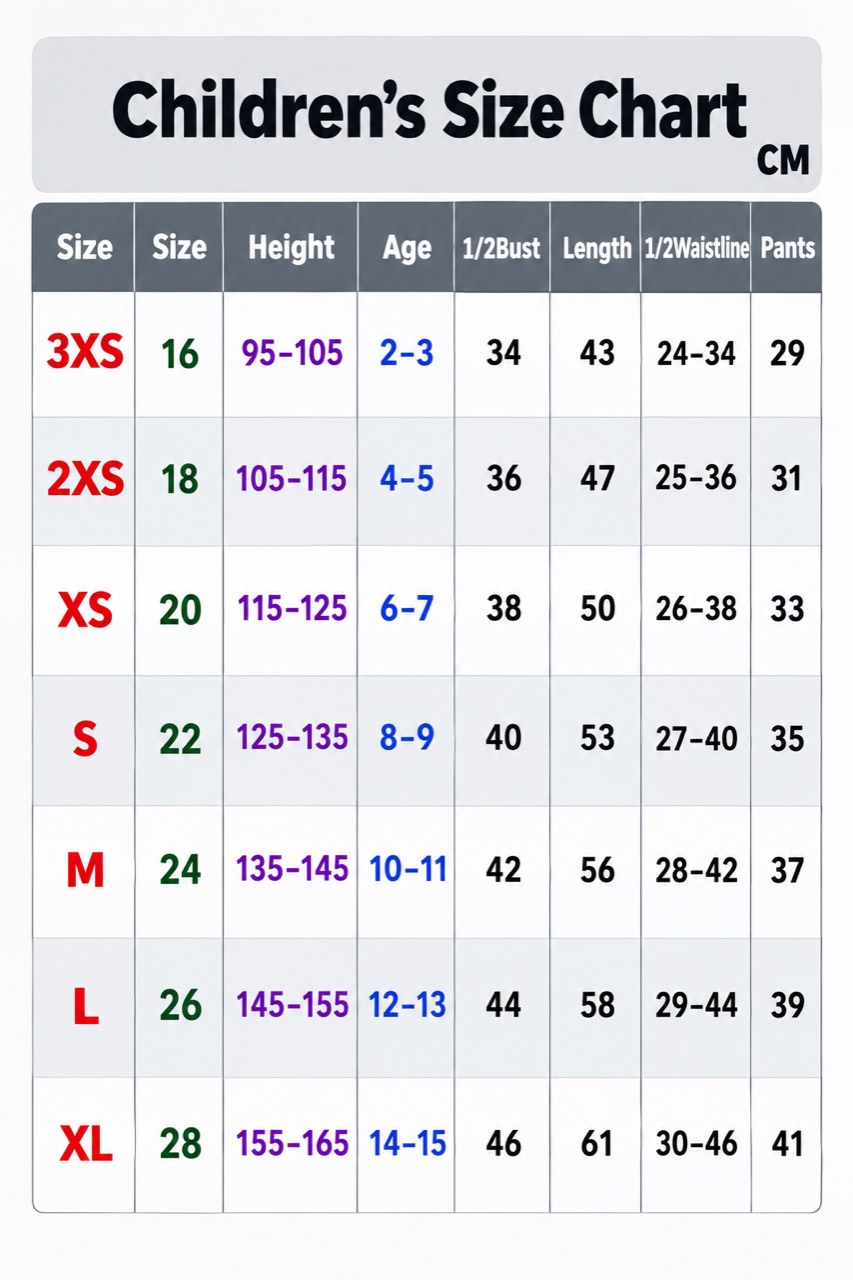 Children’s Size Chart
CM
Size Size Height Age 1/2Bust Length 1/2Waistline Pants
3XS 16 95–105 2–3 34 43 24–34 29
2XS 18 105–115 4–5 36 47 25–36 31
XS 20 115–125 6–7 38 50 26–38 33
S 22 125–135 8–9 40 53 27–40 35
M 24 135–145 10–11 42 56 28–42 37
L 26 145–155 12–13 44 58 29–44 39
XL 28 155–165 14–15 46 61 30–46 41